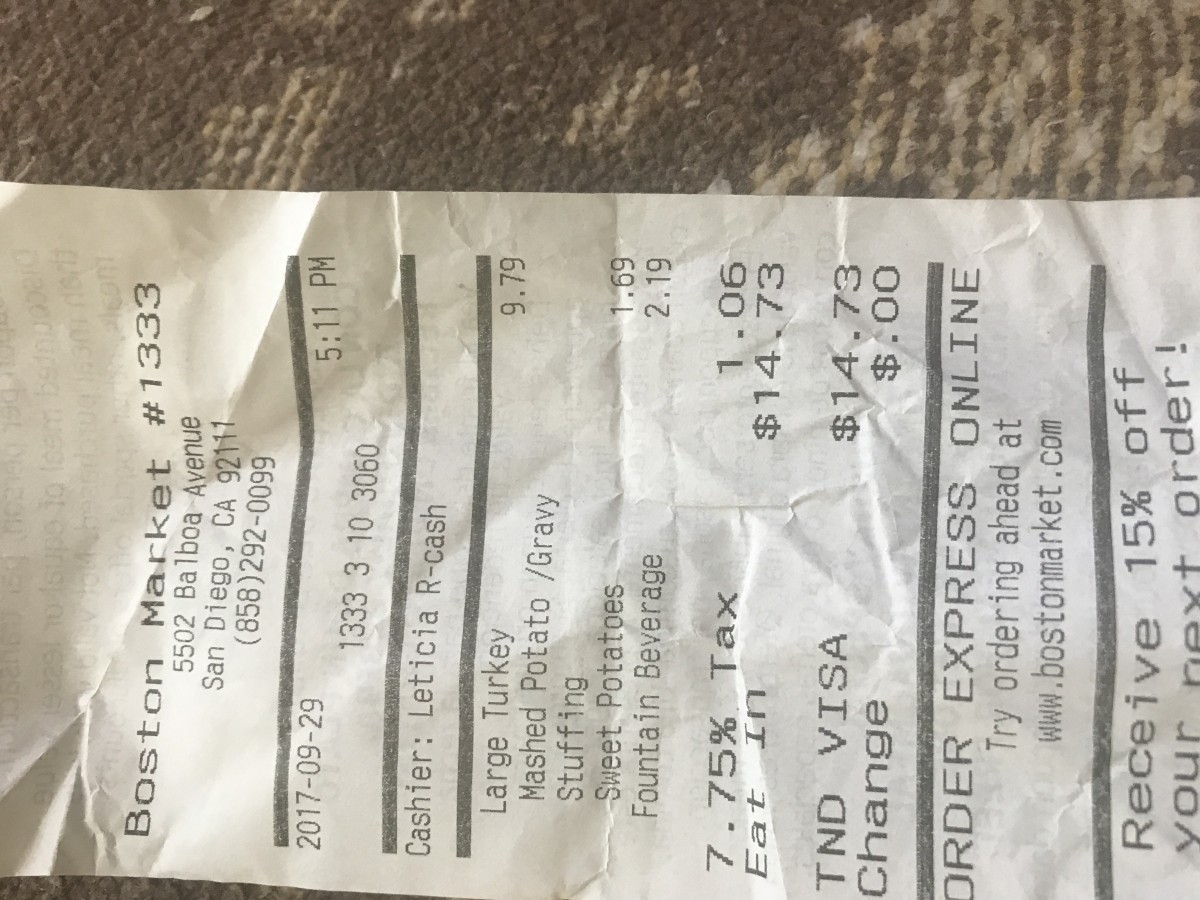 Boston Market #1333
5502 Balboa Avenue
San Diego, CA 92111
(858)292-0099
2017-09-29 5:11 PM
1333 3 10 3060
Cashier: Leticia R-cash
Large Turkey 9.79
Mashed Potato /Gravy
Stuffing
Sweet Potatoes 1.69
Fountain Beverage 2.19
7.75% Tax 1.06
Eat In $14.73
TND VISA $14.73
Change $.00
ORDER EXPRESS ONLINE
Try ordering ahead at
www.bostonmarket.com
Receive 15% off
your next order!